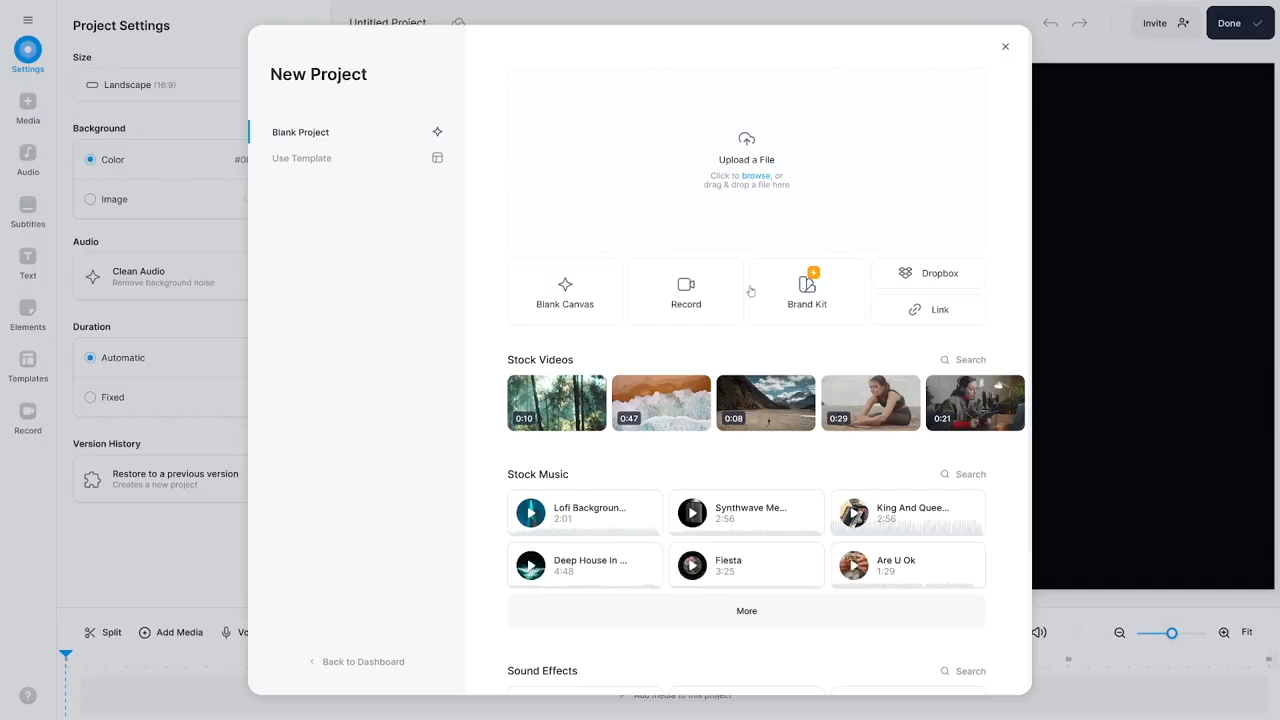 Project Settings
Untitled Project
Invite
Done
Settings
Media
Audio
Subtitles
Text
Elements
Templates
Record
Size
Landscape (16:9)
Background
Color
Image
Audio
Clean Audio
Remove background noise
Duration
Automatic
Fixed
Version History
Restore to a previous version
Creates a new project
New Project
Blank Project
Use Template
Back to Dashboard
Upload a File
Click to browse, or
drag & drop a file here
Blank Canvas
Record
Brand Kit
Dropbox
Link
Stock Videos
Search
0:10
0:47
0:08
0:29
0:21
Stock Music
Search
Lofi Backgroun...
2:01
Synthwave Me...
2:56
King And Quee...
2:56
Deep House In ...
4:48
Fiesta
3:25
Are U Ok
1:29
More
Sound Effects
Search
Split
Add Media
Fit
50
60
Add media to this project
?